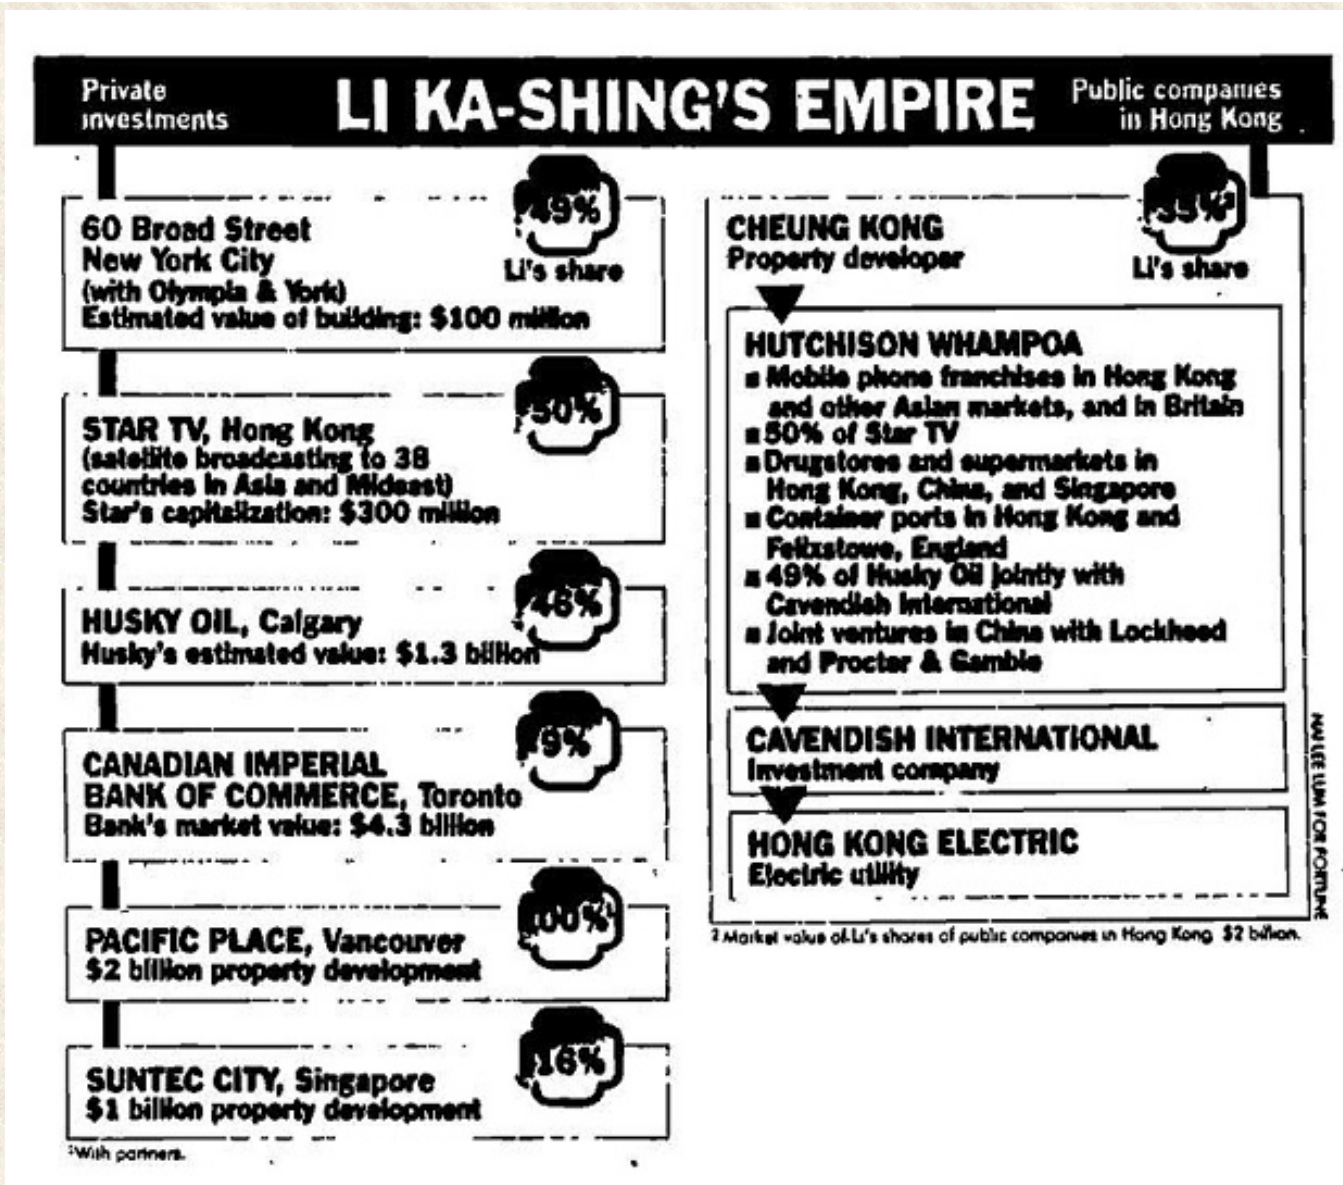 Private
investments
LI KA-SHING'S EMPIRE
Public companies
in Hong Kong
49%
Li's share
60 Broad Street
New York City
(with Olympia & York)
Estimated value of building: $100 million
50%
STAR TV, Hong Kong
(satellite broadcasting to 38
countries in Asia and Mideast)
Star's capitalization: $300 million
46%
HUSKY OIL, Calgary
Husky's estimated value: $1.3 billion
9%
CANADIAN IMPERIAL
BANK OF COMMERCE, Toronto
Bank's market value: $4.3 billion
100%¹
PACIFIC PLACE, Vancouver
$2 billion property development
16%
SUNTEC CITY, Singapore
$1 billion property development
¹With partners.
35%²
Li's share
CHEUNG KONG
Property developer
HUTCHISON WHAMPOA
■ Mobile phone franchises in Hong Kong
and other Asian markets, and in Britain
■ 50% of Star TV
■ Drugstores and supermarkets in
Hong Kong, China, and Singapore
■ Container ports in Hong Kong and
Felixstowe, England
■ 49% of Husky Oil jointly with
Cavendish International
■ Joint ventures in China with Lockheed
and Procter & Gamble
CAVENDISH INTERNATIONAL
Investment company
HONG KONG ELECTRIC
Electric utility
² Market value of Li's shares of public companies in Hong Kong $2 billion.
LEE LUM FOR FORTUNE